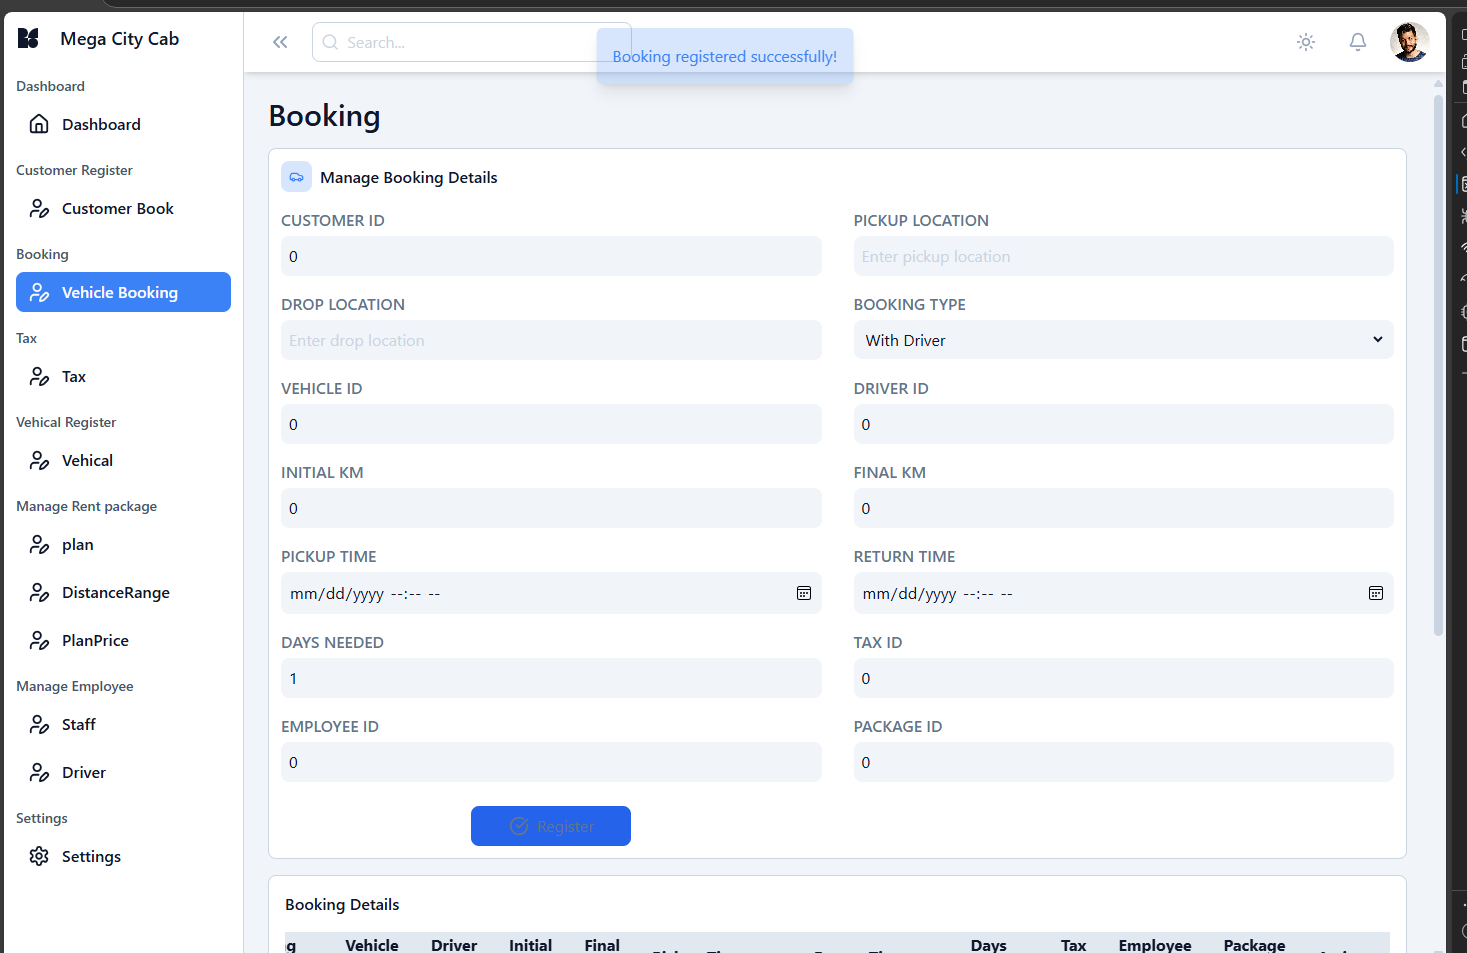 Mega City Cab
Search...
Booking registered successfully!
Dashboard
Dashboard
Customer Register
Customer Book
Booking
Vehicle Booking
Tax
Tax
Vehical Register
Vehical
Manage Rent package
plan
DistanceRange
PlanPrice
Manage Employee
Staff
Driver
Settings
Settings
Booking
Manage Booking Details
CUSTOMER ID
0
PICKUP LOCATION
Enter pickup location
DROP LOCATION
Enter drop location
BOOKING TYPE
With Driver
VEHICLE ID
0
DRIVER ID
0
INITIAL KM
0
FINAL KM
0
PICKUP TIME
mm/dd/yyyy --:-- --
RETURN TIME
mm/dd/yyyy --:-- --
DAYS NEEDED
1
TAX ID
0
EMPLOYEE ID
0
PACKAGE ID
0
Register
Booking Details
g Vehicle Driver Initial Final Days Tax Employee Package